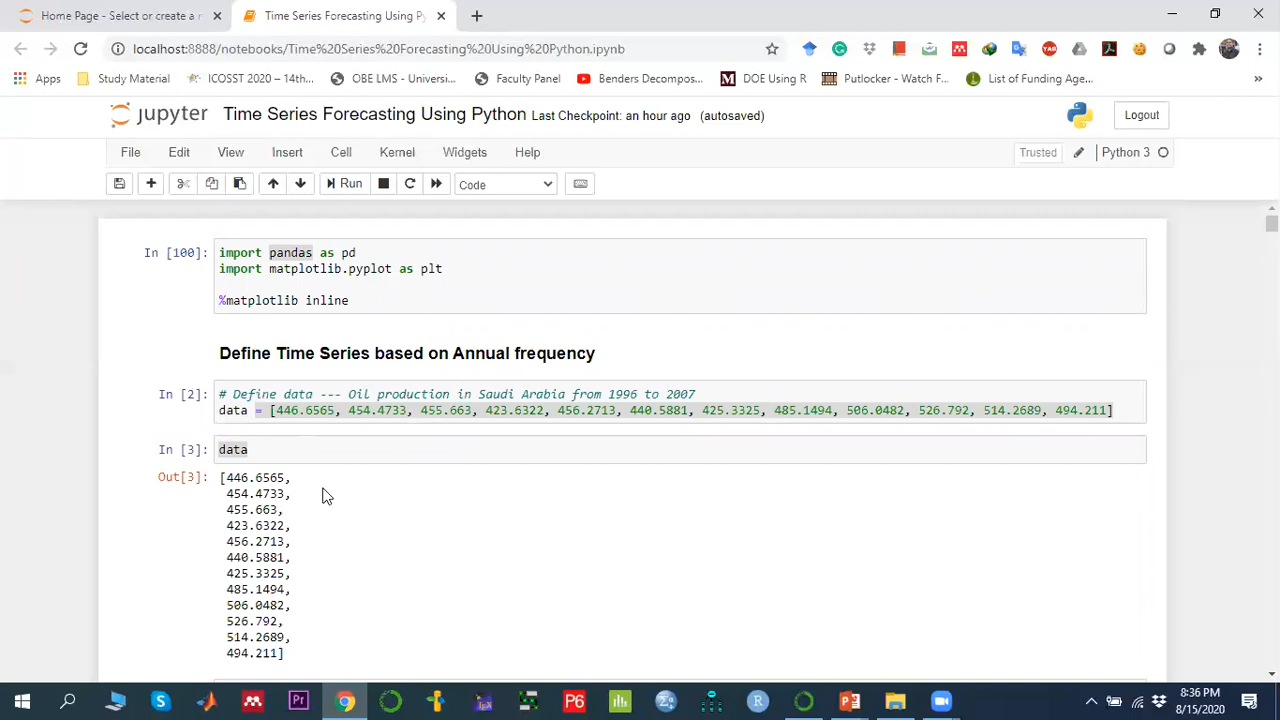 Home Page - Select or create a n
Time Series Forecasting Using Py
localhost:8888/notebooks/Time%20Series%20Forecasting%20Using%20Python.ipynb
Apps
Study Material
ICOSST 2020 – 14th...
OBE LMS - Universi...
Faculty Panel
Benders Decompos...
DOE Using R
Putlocker - Watch F...
List of Funding Age...
»
jupyter Time Series Forecasting Using Python Last Checkpoint: an hour ago (autosaved)
Logout
File Edit View Insert Cell Kernel Widgets Help
Trusted
Python 3
Run
Code
In [100]: import pandas as pd
import matplotlib.pyplot as plt
%matplotlib inline
Define Time Series based on Annual frequency
In [2]: # Define data --- Oil production in Saudi Arabia from 1996 to 2007
data = [446.6565, 454.4733, 455.663, 423.6322, 456.2713, 440.5881, 425.3325, 485.1494, 506.0482, 526.792, 514.2689, 494.211]
In [3]: data
Out[3]: [446.6565,
454.4733,
455.663,
423.6322,
456.2713,
440.5881,
425.3325,
485.1494,
506.0482,
526.792,
514.2689,
494.211]
Pr
P6
R
8:36 PM
8/15/2020